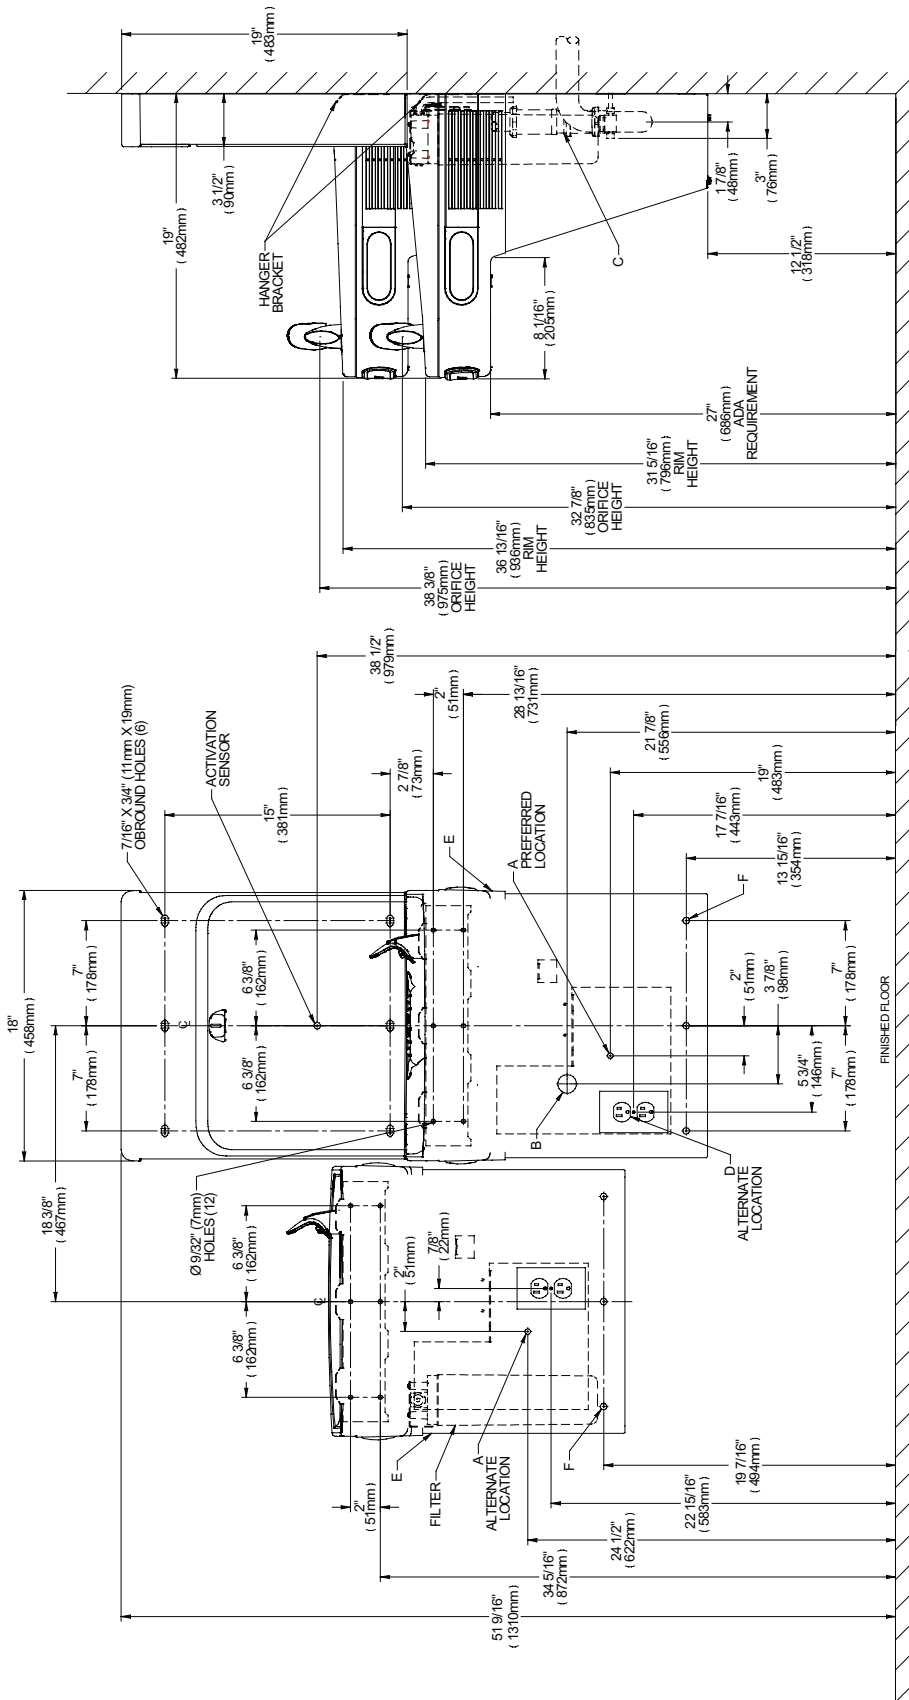 19"
( 483mm )
3 1/2"
( 90mm )
19"
( 482mm )
HANGER
BRACKET
1 7/8"
( 48mm )
3"
( 76mm )
C
12 1/2"
( 318mm )
8 1/16"
( 205mm )
27"
( 686mm )
ADA
REQUIREMENT
31 5/16"
( 796mm )
RIM
HEIGHT
32 7/8"
( 835mm )
ORIFICE
HEIGHT
36 13/16"
( 936mm )
RIM
HEIGHT
38 3/8"
( 975mm )
ORIFICE
HEIGHT
38 1/2"
( 979mm )
2"
( 51mm )
28 13/16"
( 731mm )
7/16" X 3/4" (11mm X 19mm)
OBROUND HOLES (6)
ACTIVATION
SENSOR
15"
( 381mm )
2 7/8"
( 73mm )
21 7/8"
( 556mm )
19"
( 483mm )
17 7/16"
( 443mm )
13 15/16"
( 354mm )
E
A
PREFERRED
LOCATION
F
18"
( 458mm )
7"
( 178mm )
7"
( 178mm )
6 3/8"
( 162mm )
6 3/8"
( 162mm )
℄
2"
( 51mm )
3 7/8"
( 98mm )
7"
( 178mm )
5 3/4"
( 146mm )
7"
( 178mm )
FINISHED FLOOR
B
D
ALTERNATE
LOCATION
18 3/8"
( 467mm )
Ø 9/32" (7mm)
HOLES (12)
6 3/8"
( 162mm )
6 3/8"
( 162mm )
℄
2"
( 51mm )
7/8"
( 22mm )
2"
( 51mm )
E
FILTER
A
ALTERNATE
LOCATION
F
19 7/16"
( 494mm )
22 15/16"
( 583mm )
24 1/2"
( 622mm )
34 5/16"
( 872mm )
51 9/16"
( 1310mm )